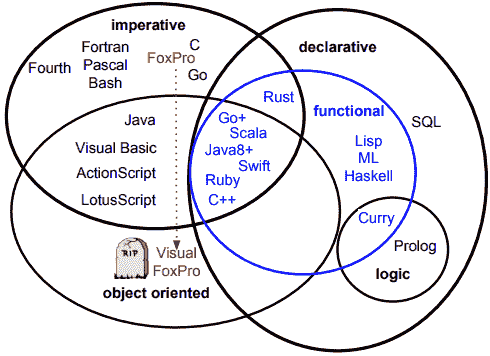 imperative
declarative
Fourth
Fortran
Pascal
Bash
FoxPro
C
Go
Rust
functional
SQL
Java
Visual Basic
ActionScript
LotusScript
Go+
Scala
Java8+
Swift
Ruby
C++
Lisp
ML
Haskell
Curry
Prolog
logic
RIP
Visual
FoxPro
object oriented